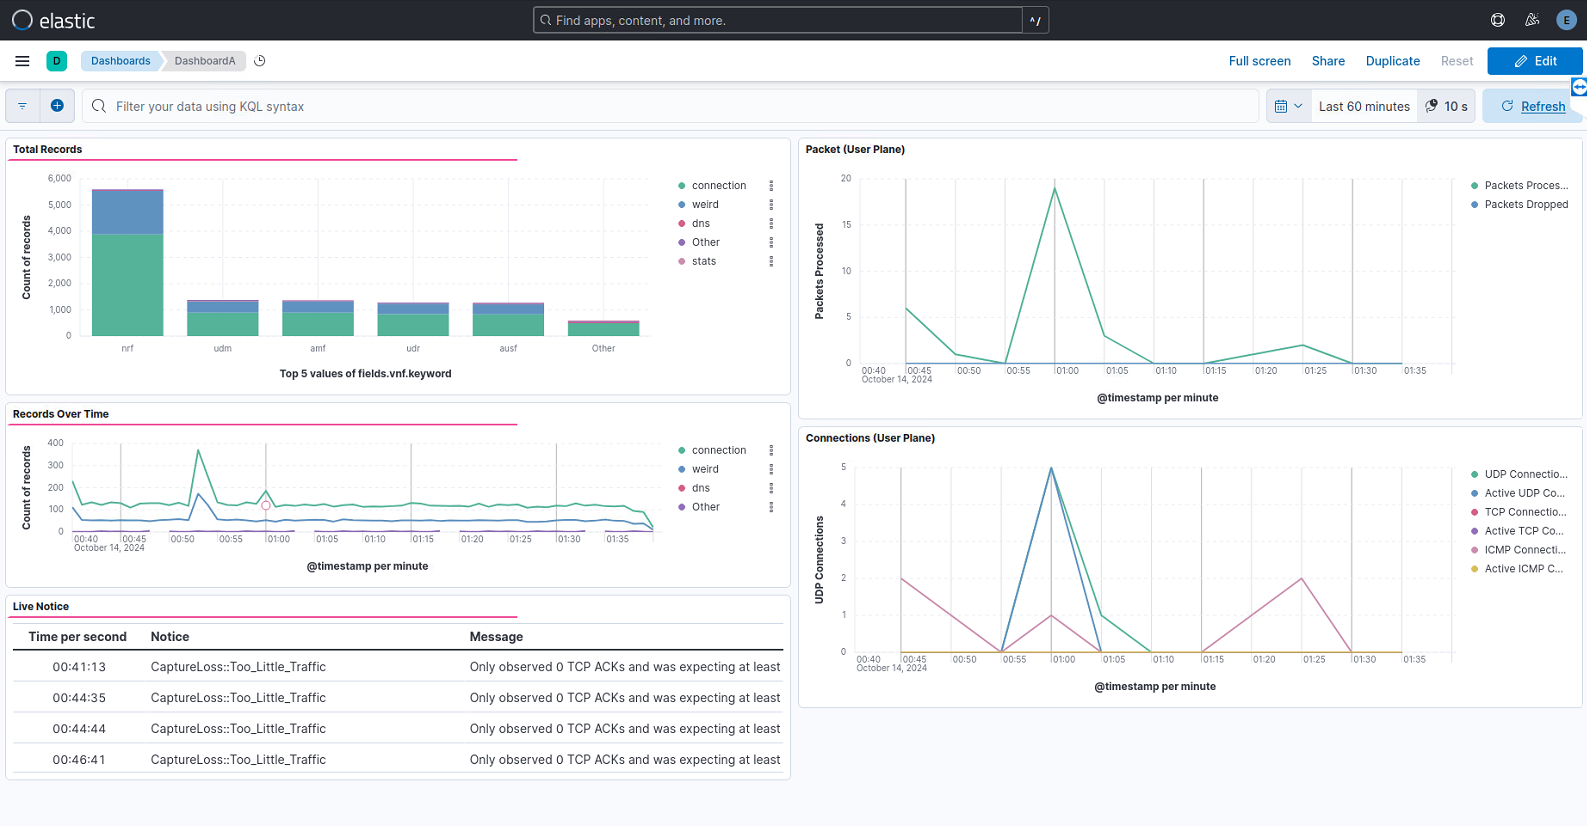 elastic
Find apps, content, and more.
^/
E
D
Dashboards
DashboardA
Full screen
Share
Duplicate
Reset
Edit
Filter your data using KQL syntax
Last 60 minutes
10 s
Refresh
Total Records
6,000
5,000
4,000
3,000
2,000
1,000
0
Count of records
nrf
udm
amf
udr
ausf
Other
Top 5 values of fields.vnf.keyword
connection
weird
dns
Other
stats
Records Over Time
400
300
200
100
0
Count of records
00:40
00:45
00:50
00:55
01:00
01:05
01:10
01:15
01:20
01:25
01:30
01:35
October 14, 2024
@timestamp per minute
connection
weird
dns
Other
Live Notice
Time per second Notice Message
00:41:13 CaptureLoss::Too_Little_Traffic Only observed 0 TCP ACKs and was expecting at least
00:44:35 CaptureLoss::Too_Little_Traffic Only observed 0 TCP ACKs and was expecting at least
00:44:44 CaptureLoss::Too_Little_Traffic Only observed 0 TCP ACKs and was expecting at least
00:46:41 CaptureLoss::Too_Little_Traffic Only observed 0 TCP ACKs and was expecting at least
Packet (User Plane)
20
15
10
5
0
Packets Processed
00:40
00:45
00:50
00:55
01:00
01:05
01:10
01:15
01:20
01:25
01:30
01:35
October 14, 2024
@timestamp per minute
Packets Proces...
Packets Dropped
Connections (User Plane)
5
4
3
2
1
0
UDP Connections
00:40
00:45
00:50
00:55
01:00
01:05
01:10
01:15
01:20
01:25
01:30
01:35
October 14, 2024
@timestamp per minute
UDP Connectio...
Active UDP Co...
TCP Connectio...
Active TCP Co...
ICMP Connecti...
Active ICMP C...